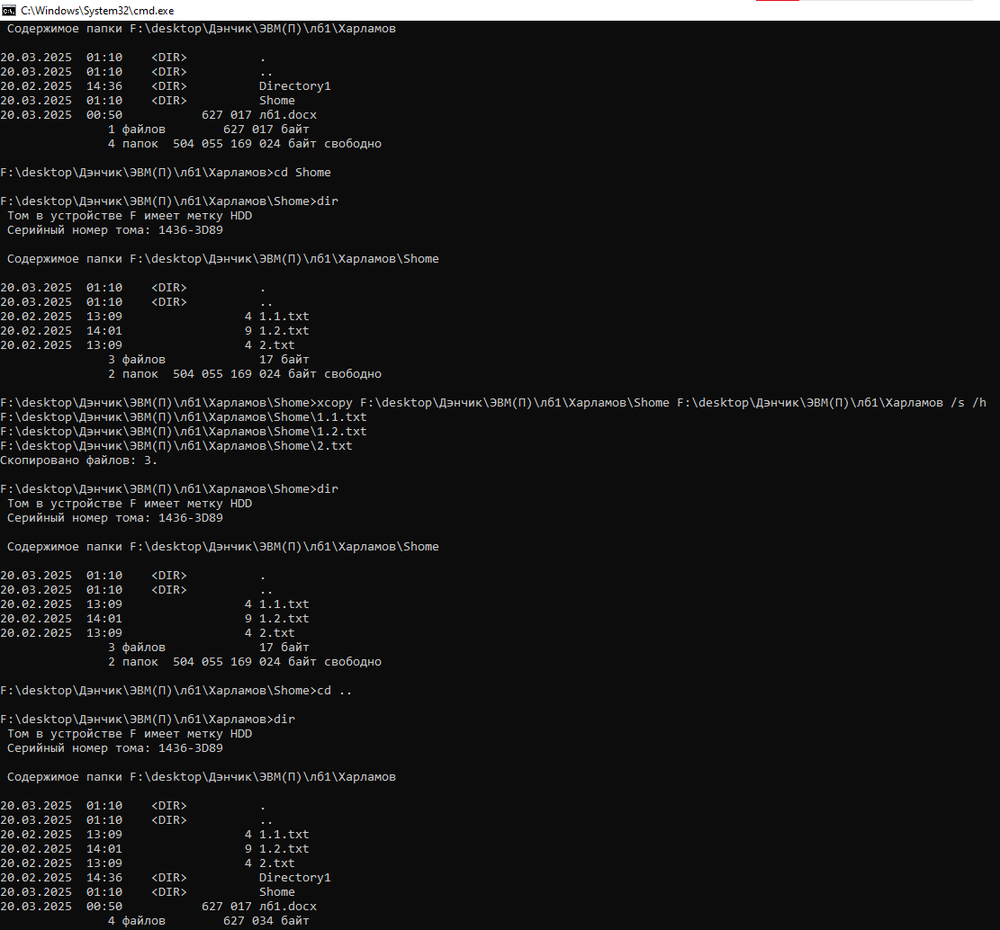 C:\Windows\System32\cmd.exe
Содержимое папки F:\desktop\Дэнчик\ЭВМ(П)\лб1\Харламов
20.03.2025 01:10 <DIR> .
20.03.2025 01:10 <DIR> ..
20.02.2025 14:36 <DIR> Directory1
20.03.2025 01:10 <DIR> Shome
20.03.2025 00:50 627 017 лб1.docx
1 файлов 627 017 байт
4 папок 504 055 169 024 байт свободно
F:\desktop\Дэнчик\ЭВМ(П)\лб1\Харламов>cd Shome
F:\desktop\Дэнчик\ЭВМ(П)\лб1\Харламов\Shome>dir
Том в устройстве F имеет метку HDD
Серийный номер тома: 1436-3D89
Содержимое папки F:\desktop\Дэнчик\ЭВМ(П)\лб1\Харламов\Shome
20.03.2025 01:10 <DIR> .
20.03.2025 01:10 <DIR> ..
20.02.2025 13:09 4 1.1.txt
20.02.2025 14:01 9 1.2.txt
20.02.2025 13:09 4 2.txt
3 файлов 17 байт
2 папок 504 055 169 024 байт свободно
F:\desktop\Дэнчик\ЭВМ(П)\лб1\Харламов\Shome>xcopy F:\desktop\Дэнчик\ЭВМ(П)\лб1\Харламов\Shome F:\desktop\Дэнчик\ЭВМ(П)\лб1\Харламов /s /h
F:\desktop\Дэнчик\ЭВМ(П)\лб1\Харламов\Shome\1.1.txt
F:\desktop\Дэнчик\ЭВМ(П)\лб1\Харламов\Shome\1.2.txt
F:\desktop\Дэнчик\ЭВМ(П)\лб1\Харламов\Shome\2.txt
Скопировано файлов: 3.
F:\desktop\Дэнчик\ЭВМ(П)\лб1\Харламов\Shome>dir
Том в устройстве F имеет метку HDD
Серийный номер тома: 1436-3D89
Содержимое папки F:\desktop\Дэнчик\ЭВМ(П)\лб1\Харламов\Shome
20.03.2025 01:10 <DIR> .
20.03.2025 01:10 <DIR> ..
20.02.2025 13:09 4 1.1.txt
20.02.2025 14:01 9 1.2.txt
20.02.2025 13:09 4 2.txt
3 файлов 17 байт
2 папок 504 055 169 024 байт свободно
F:\desktop\Дэнчик\ЭВМ(П)\лб1\Харламов\Shome>cd ..
F:\desktop\Дэнчик\ЭВМ(П)\лб1\Харламов>dir
Том в устройстве F имеет метку HDD
Серийный номер тома: 1436-3D89
Содержимое папки F:\desktop\Дэнчик\ЭВМ(П)\лб1\Харламов
20.03.2025 01:10 <DIR> .
20.03.2025 01:10 <DIR> ..
20.02.2025 13:09 4 1.1.txt
20.02.2025 14:01 9 1.2.txt
20.02.2025 13:09 4 2.txt
20.02.2025 14:36 <DIR> Directory1
20.03.2025 01:10 <DIR> Shome
20.03.2025 00:50 627 017 лб1.docx
4 файлов 627 034 байт